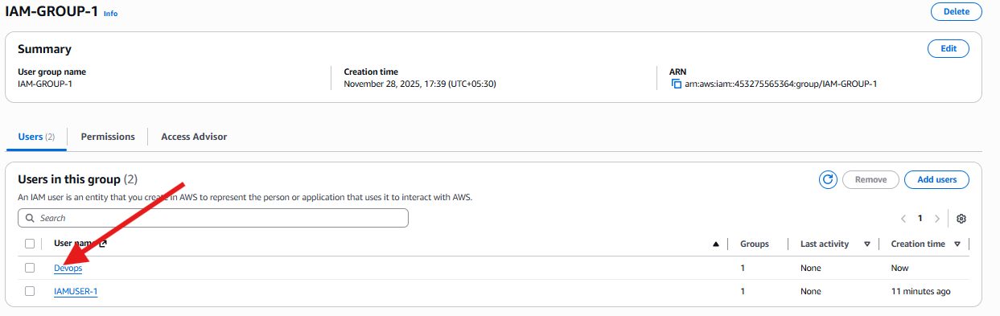 IAM-GROUP-1 Info
Delete
Summary
Edit
User group name
IAM-GROUP-1
Creation time
November 28, 2025, 17:39 (UTC+05:30)
ARN
arn:aws:iam::453275565364:group/IAM-GROUP-1
Users (2)
Permissions
Access Advisor
Users in this group (2)
Remove
Add users
An IAM user is an entity that you create in AWS to represent the person or application that uses it to interact with AWS.
Search
1
User name Groups Last activity Creation time
Devops 1 None Now
IAMUSER-1 1 None 11 minutes ago